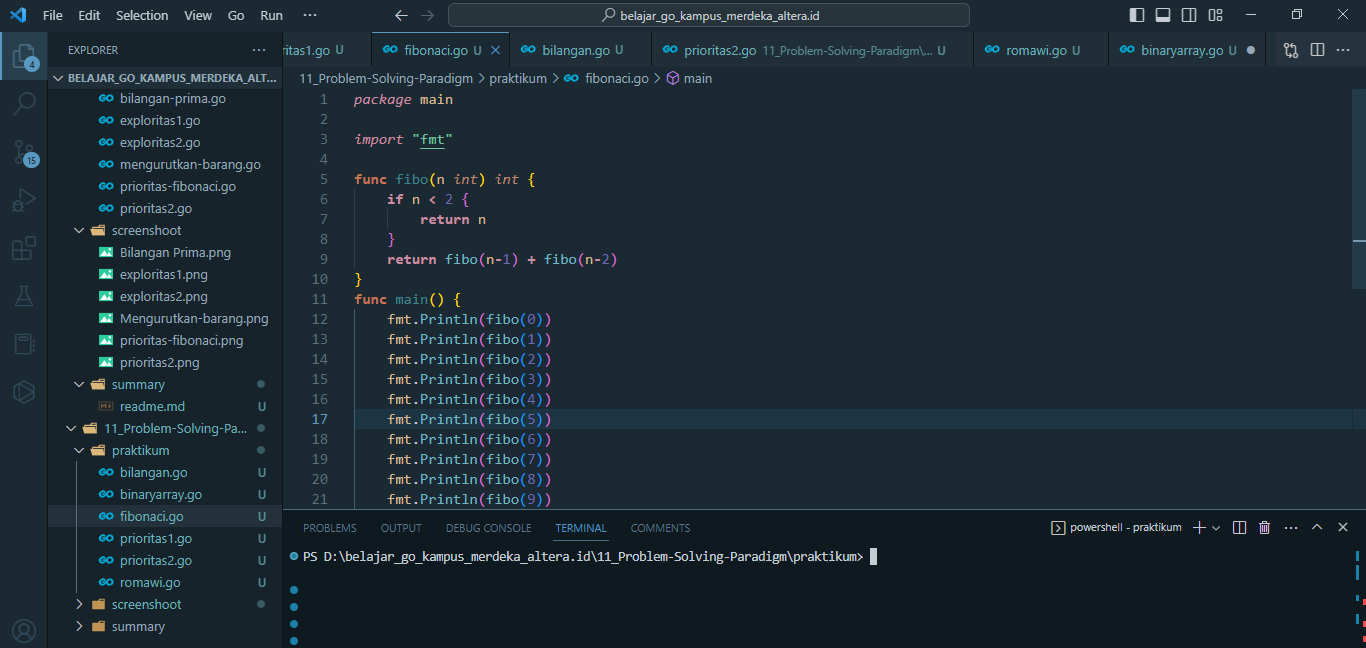 File Edit Selection View Go Run ··· belajar_go_kampus_merdeka_altera.id
EXPLORER ···
BELAJAR_GO_KAMPUS_MERDEKA_ALT...
bilangan-prima.go
exploritas1.go
exploritas2.go
mengurutkan-barang.go
prioritas-fibonaci.go
prioritas2.go
screenshoot
Bilangan Prima.png
exploritas1.png
exploritas2.png
Mengurutkan-barang.png
prioritas-fibonaci.png
prioritas2.png
summary
readme.md U
11_Problem-Solving-Pa...
praktikum
bilangan.go U
binaryarray.go U
fibonaci.go U
prioritas1.go U
prioritas2.go U
romawi.go U
screenshoot
summary
4
15
ritas1.go U fibonaci.go U bilangan.go U prioritas2.go 11_Problem-Solving-Paradigm\... U romawi.go U binaryarray.go U
11_Problem-Solving-Paradigm > praktikum > fibonaci.go > main
1 package main
2
3 import "fmt"
4
5 func fibo(n int) int {
6 if n < 2 {
7 return n
8 }
9 return fibo(n-1) + fibo(n-2)
10 }
11 func main() {
12 fmt.Println(fibo(0))
13 fmt.Println(fibo(1))
14 fmt.Println(fibo(2))
15 fmt.Println(fibo(3))
16 fmt.Println(fibo(4))
17 fmt.Println(fibo(5))
18 fmt.Println(fibo(6))
19 fmt.Println(fibo(7))
20 fmt.Println(fibo(8))
21 fmt.Println(fibo(9))
PROBLEMS OUTPUT DEBUG CONSOLE TERMINAL COMMENTS powershell - praktikum
PS D:\belajar_go_kampus_merdeka_altera.id\11_Problem-Solving-Paradigm\praktikum>